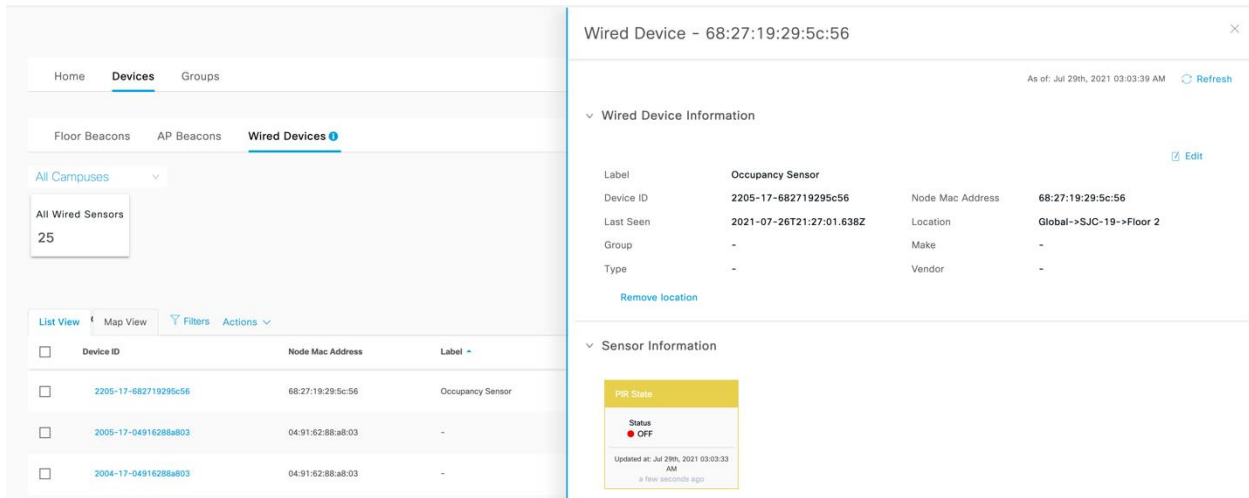 Home Devices Groups
Floor Beacons AP Beacons Wired Devices
All Campuses
All Wired Sensors
25
List View Map View Filters Actions
Device ID Node Mac Address Label
2205-17-682719295c56 68:27:19:29:5c:56 Occupancy Sensor
2005-17-04916288a803 04:91:62:88:a8:03 -
2004-17-04916288a803 04:91:62:88:a8:03 -
Wired Device - 68:27:19:29:5c:56
As of: Jul 29th, 2021 03:03:39 AM Refresh
Wired Device Information
Edit
Label Occupancy Sensor
Device ID 2205-17-682719295c56 Node Mac Address 68:27:19:29:5c:56
Last Seen 2021-07-26T21:27:01.638Z Location Global->SJC-19->Floor 2
Group - Make -
Type - Vendor -
Remove location
Sensor Information
PIR State
Status
OFF
Updated at: Jul 29th, 2021 03:03:33
AM
a few seconds ago